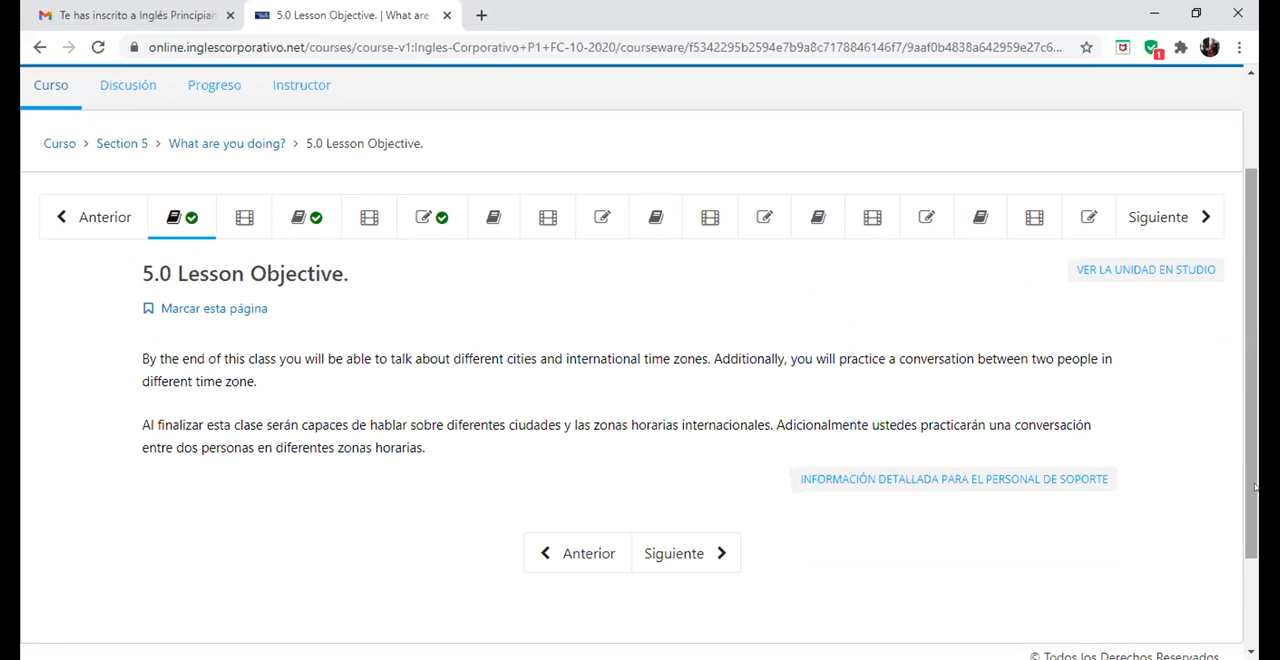 Te has inscrito a Inglés Principian
5.0 Lesson Objective. | What are
online.inglescorporativo.net/courses/course-v1:Ingles-Corporativo+P1+FC-10-2020/courseware/f5342295b2594e7b9a8c7178846146f7/9aaf0b4838a642959e27c6...
1
Curso Discusión Progreso Instructor
Curso > Section 5 > What are you doing? > 5.0 Lesson Objective.
Anterior Siguiente
5.0 Lesson Objective.
VER LA UNIDAD EN STUDIO
Marcar esta página
By the end of this class you will be able to talk about different cities and international time zones. Additionally, you will practice a conversation between two people in
different time zone.
Al finalizar esta clase serán capaces de hablar sobre diferentes ciudades y las zonas horarias internacionales. Adicionalmente ustedes practicarán una conversación
entre dos personas en diferentes zonas horarias.
INFORMACIÓN DETALLADA PARA EL PERSONAL DE SOPORTE
Anterior Siguiente
© Todos los Derechos Reservados